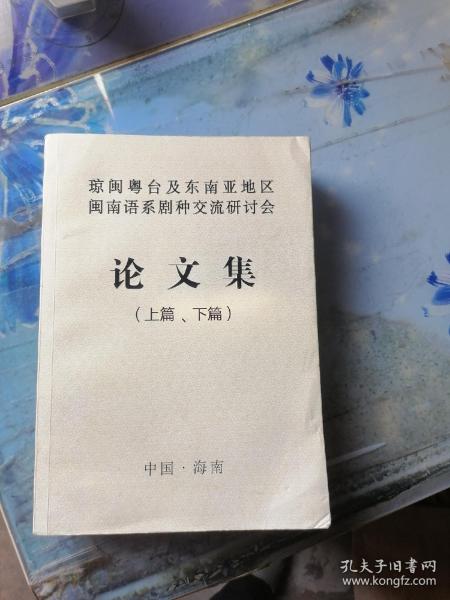 琼闽粤台及东南亚地区
闽南语系剧种交流研讨会
论文集
（上篇、下篇）
中国·海南
孔夫子旧书网
www.kongfz.com